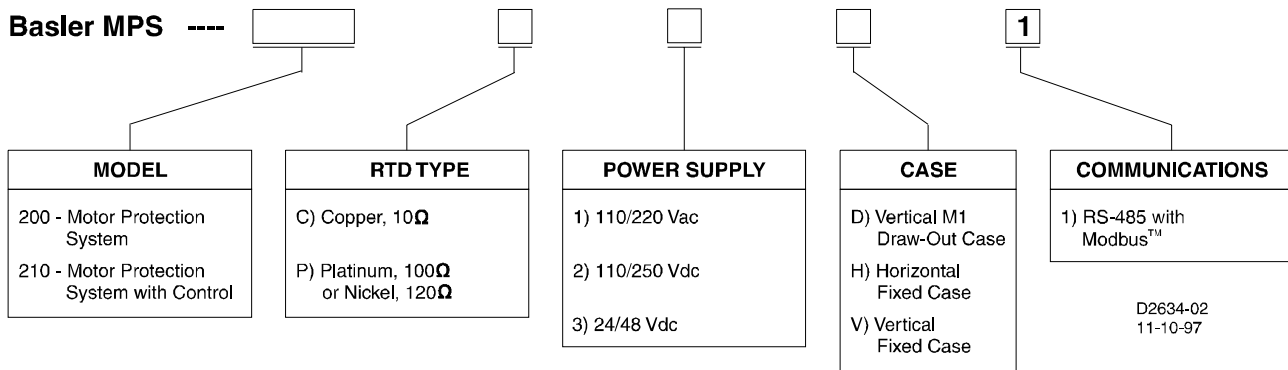 Basler MPS ---- 1
MODEL
200 - Motor Protection
System
210 - Motor Protection
System with Control
RTD TYPE
C) Copper, 10Ω
P) Platinum, 100Ω
or Nickel, 120Ω
POWER SUPPLY
1) 110/220 Vac
2) 110/250 Vdc
3) 24/48 Vdc
CASE
D) Vertical M1
Draw-Out Case
H) Horizontal
Fixed Case
V) Vertical
Fixed Case
COMMUNICATIONS
1) RS-485 with
Modbus™
D2634-02
11-10-97